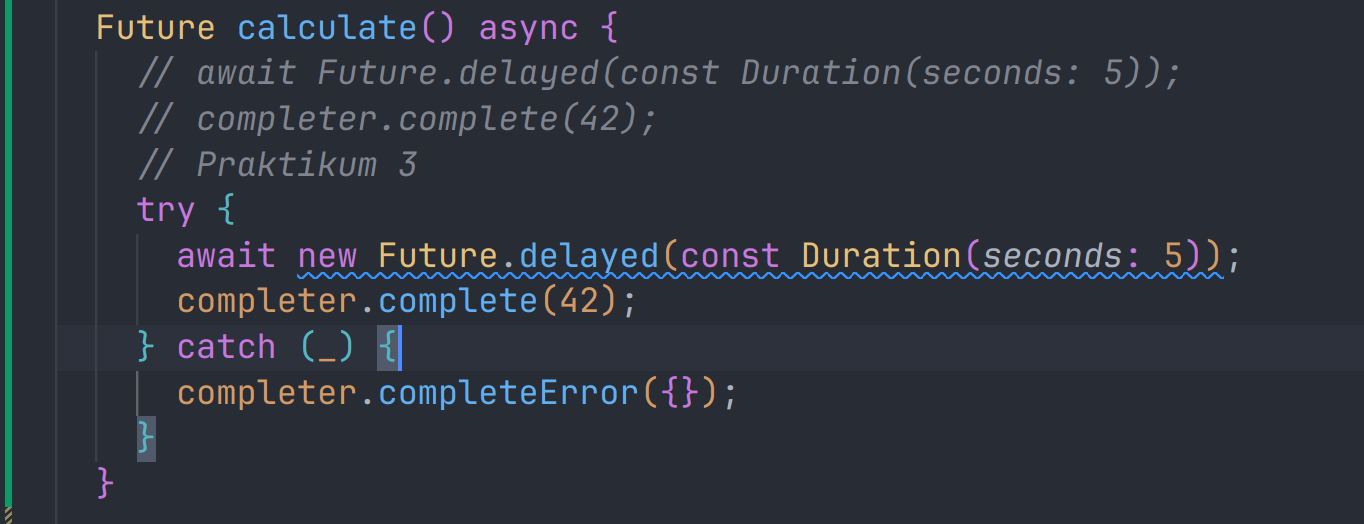 Future calculate() async {
// await Future.delayed(const Duration(seconds: 5));
// completer.complete(42);
// Praktikum 3
try {
await new Future.delayed(const Duration(seconds: 5));
completer.complete(42);
} catch (_) {
completer.completeError({});
}
}